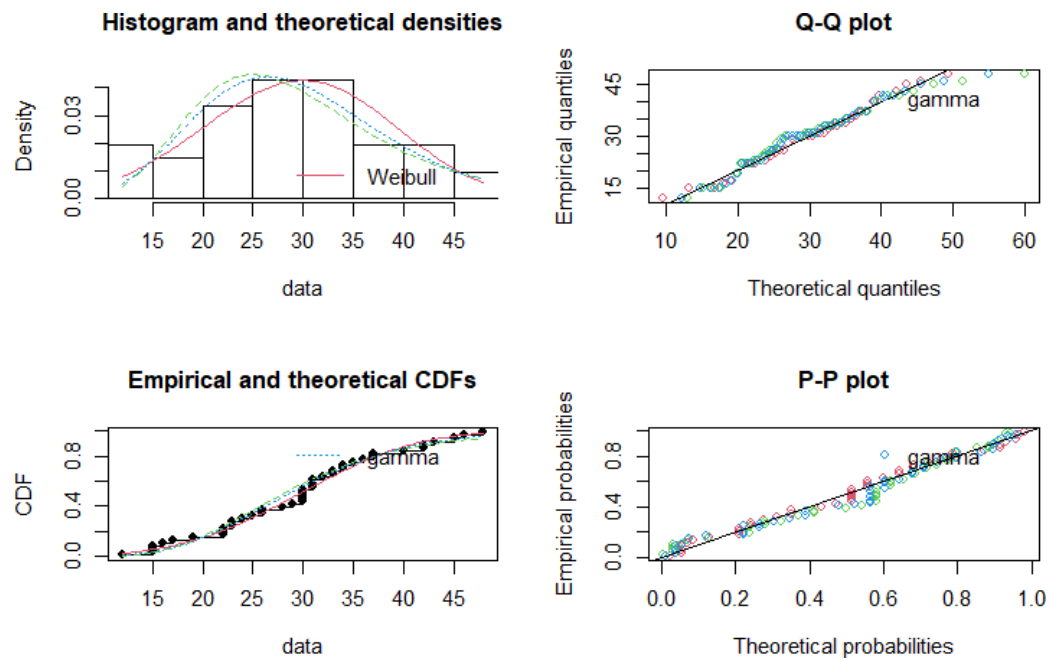 Histogram and theoretical densities
Density
0.00
0.03
Weibull
15 20 25 30 35 40 45
data
Q-Q plot
Empirical quantiles
15
30
45
gamma
10 20 30 40 50 60
Theoretical quantiles
Empirical and theoretical CDFs
CDF
0.0
0.4
0.8
gamma
15 20 25 30 35 40 45
data
P-P plot
Empirical probabilities
0.0
0.4
0.8
gamma
0.0 0.2 0.4 0.6 0.8 1.0
Theoretical probabilities